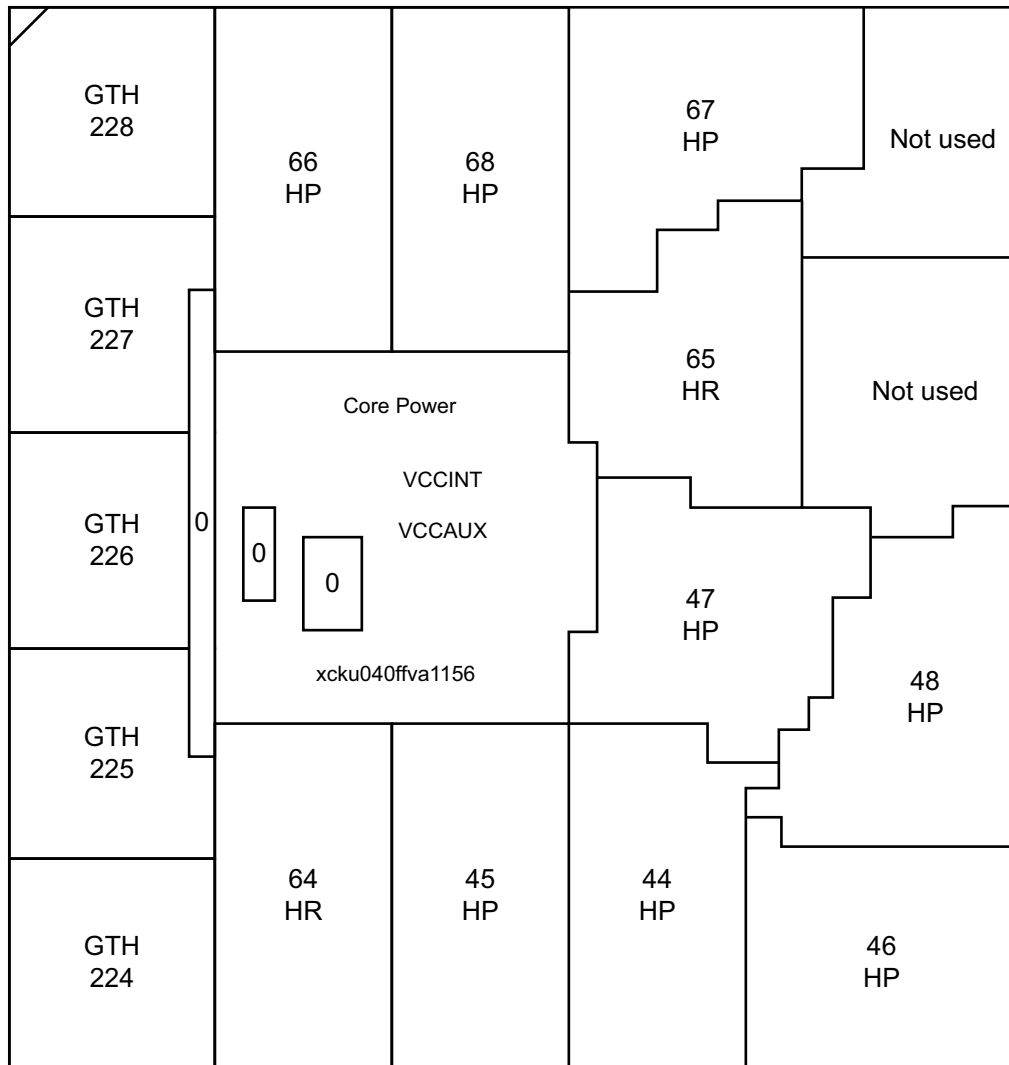 GTH
228
66
HP
68
HP
67
HP
Not used
GTH
227
65
HR
Not used
Core Power
VCCINT
VCCAUX
GTH
226
0
0
0
47
HP
xcku040ffva1156
48
HP
GTH
225
64
HR
45
HP
44
HP
GTH
224
46
HP